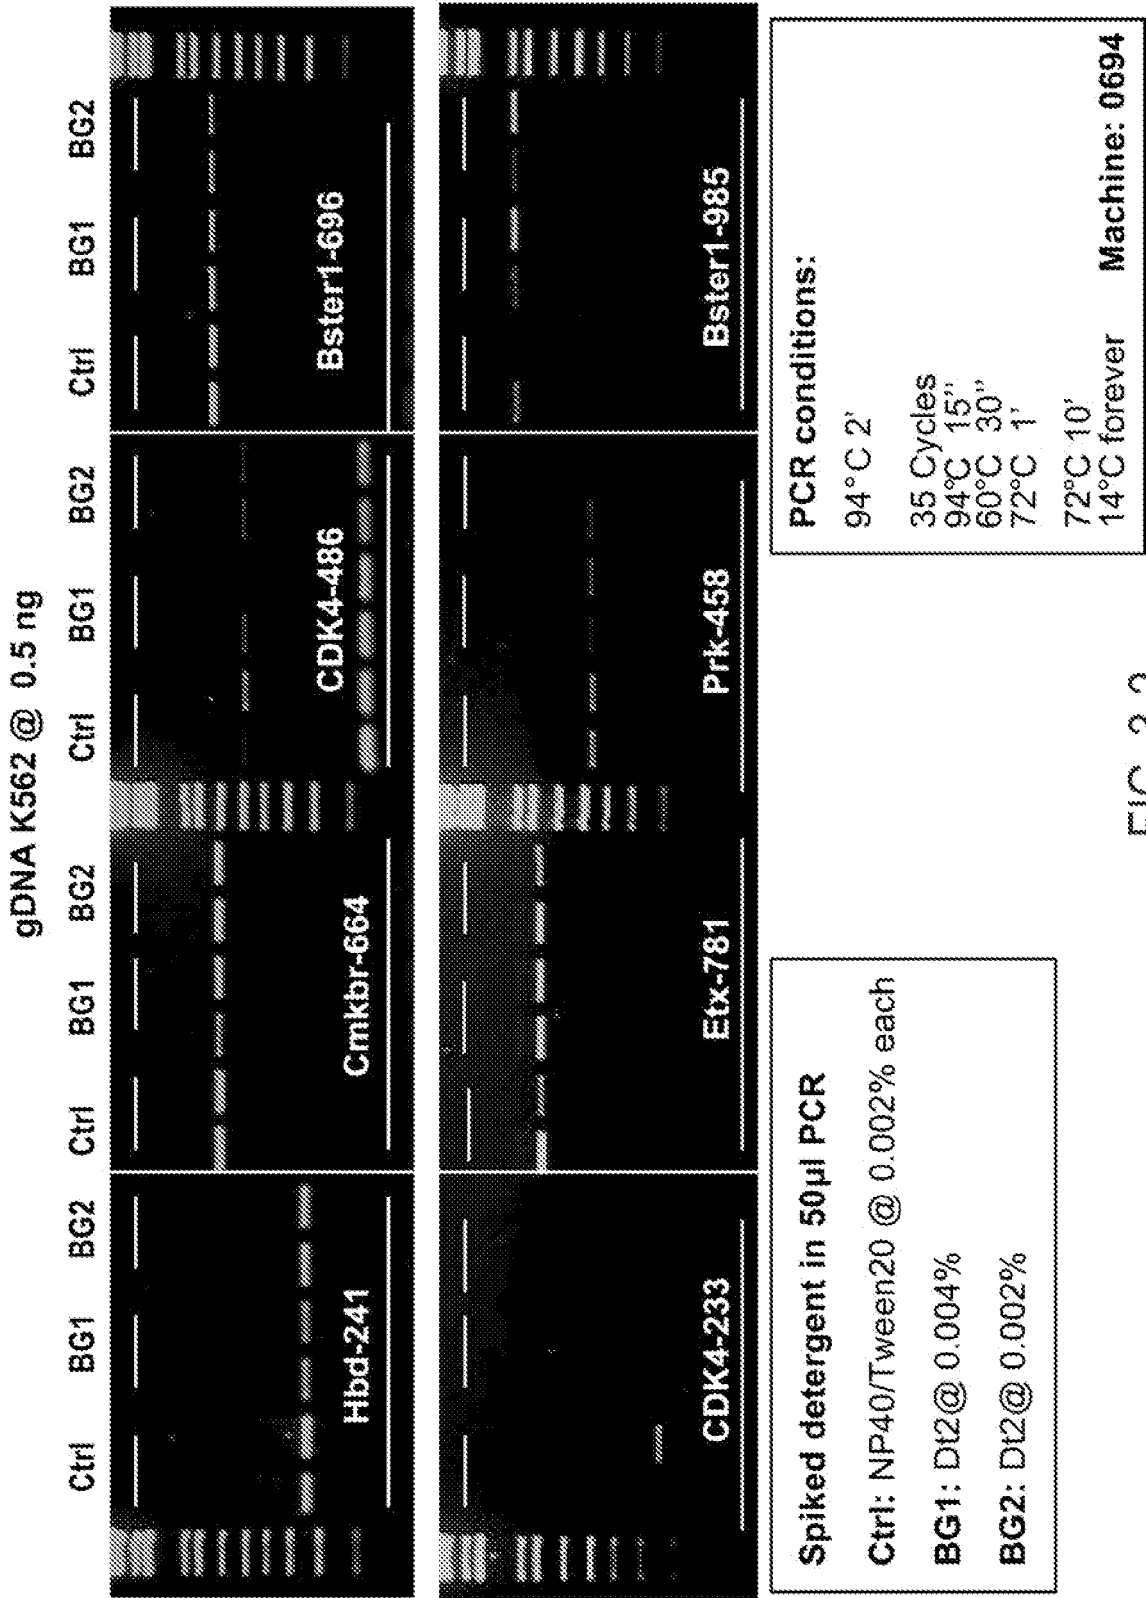 gDNA K562 @ 0.5 ng
Ctrl BG1 BG2 Ctrl BG1 BG2 Ctrl BG1 BG2 Ctrl BG1 BG2
Hbd-241 Cmkbr-664 CDK4-486 Bster1-696
CDK4-233 Etx-781 Prk-458 Bster1-985
Spiked detergent in 50µl PCR
Ctrl: NP40/Tween20 @ 0.002% each
BG1: Dt2@ 0.004%
BG2: Dt2@ 0.002%
PCR conditions:
94°C 2'
35 Cycles
94°C 15"
60°C 30"
72°C 1'
72°C 10'
14°C forever Machine: 0694